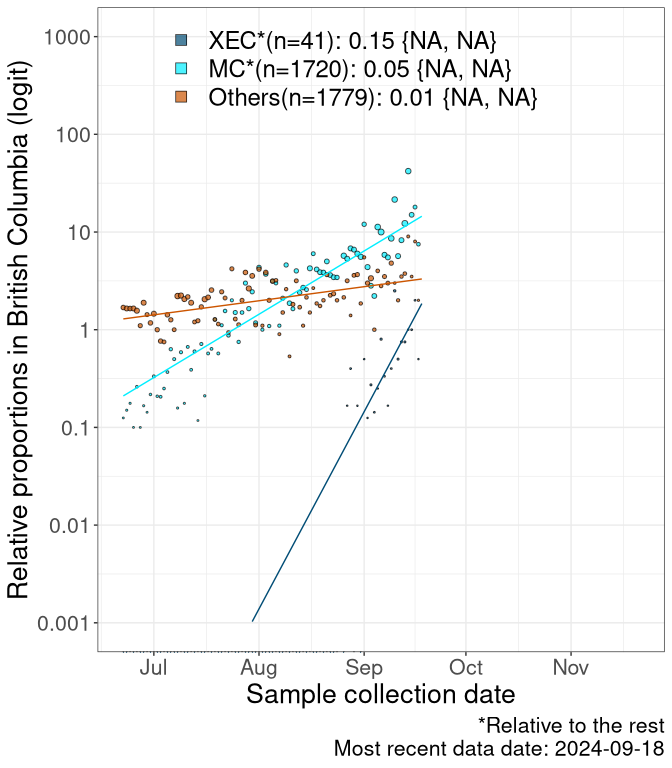 XEC*(n=41): 0.15 {NA, NA}
MC*(n=1720): 0.05 {NA, NA}
Others(n=1779): 0.01 {NA, NA}
Relative proportions in British Columbia (logit)
1000
100
10
1
0.1
0.01
0.001
Jul Aug Sep Oct Nov
Sample collection date
*Relative to the rest
Most recent data date: 2024-09-18